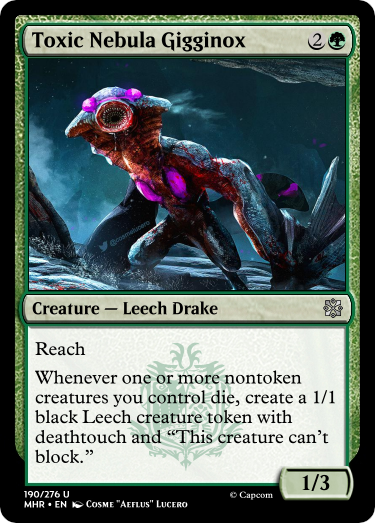 Toxic Nebula Gigginox 2
Creature — Leech Drake
Reach
Whenever one or more nontoken
creatures you control die, create a 1/1
black Leech creature token with
deathtouch and “This creature can’t
block.”
1/3
190/276 U
MHR • EN Cosme "Aeflus" Lucero
© Capcom